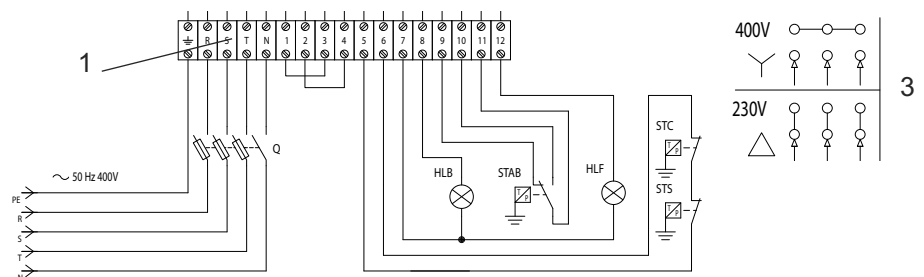 R S T N 1 2 3 4 5 6 7 8 9 10 11 12
1
400V
3
230V
Q
STC
T
P
HLB
STAB
HLF
T
P
STS
T
P
~ 50 Hz 400V
PE
R
S
T
N